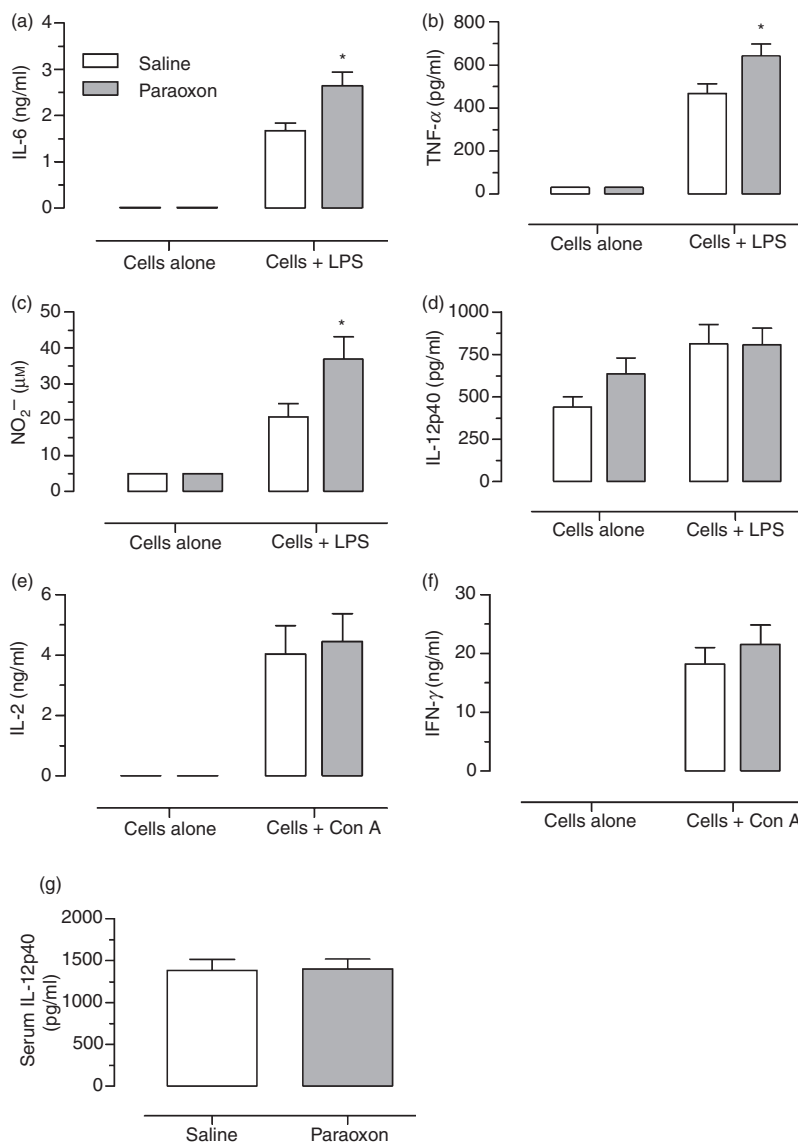 (a)
IL-6 (ng/ml)
4
3
2
1
0
Saline
Paraoxon
*
Cells alone
Cells + LPS
(b)
TNF-α (pg/ml)
800
600
400
200
0
*
Cells alone
Cells + LPS
(c)
NO2− (μM)
50
40
30
20
10
0
*
Cells alone
Cells + LPS
(d)
IL-12p40 (pg/ml)
1000
750
500
250
0
Cells alone
Cells + LPS
(e)
IL-2 (ng/ml)
6
4
2
0
Cells alone
Cells + Con A
(f)
IFN-γ (ng/ml)
30
20
10
0
Cells alone
Cells + Con A
(g)
Serum IL-12p40
(pg/ml)
2000
1500
1000
500
0
Saline
Paraoxon